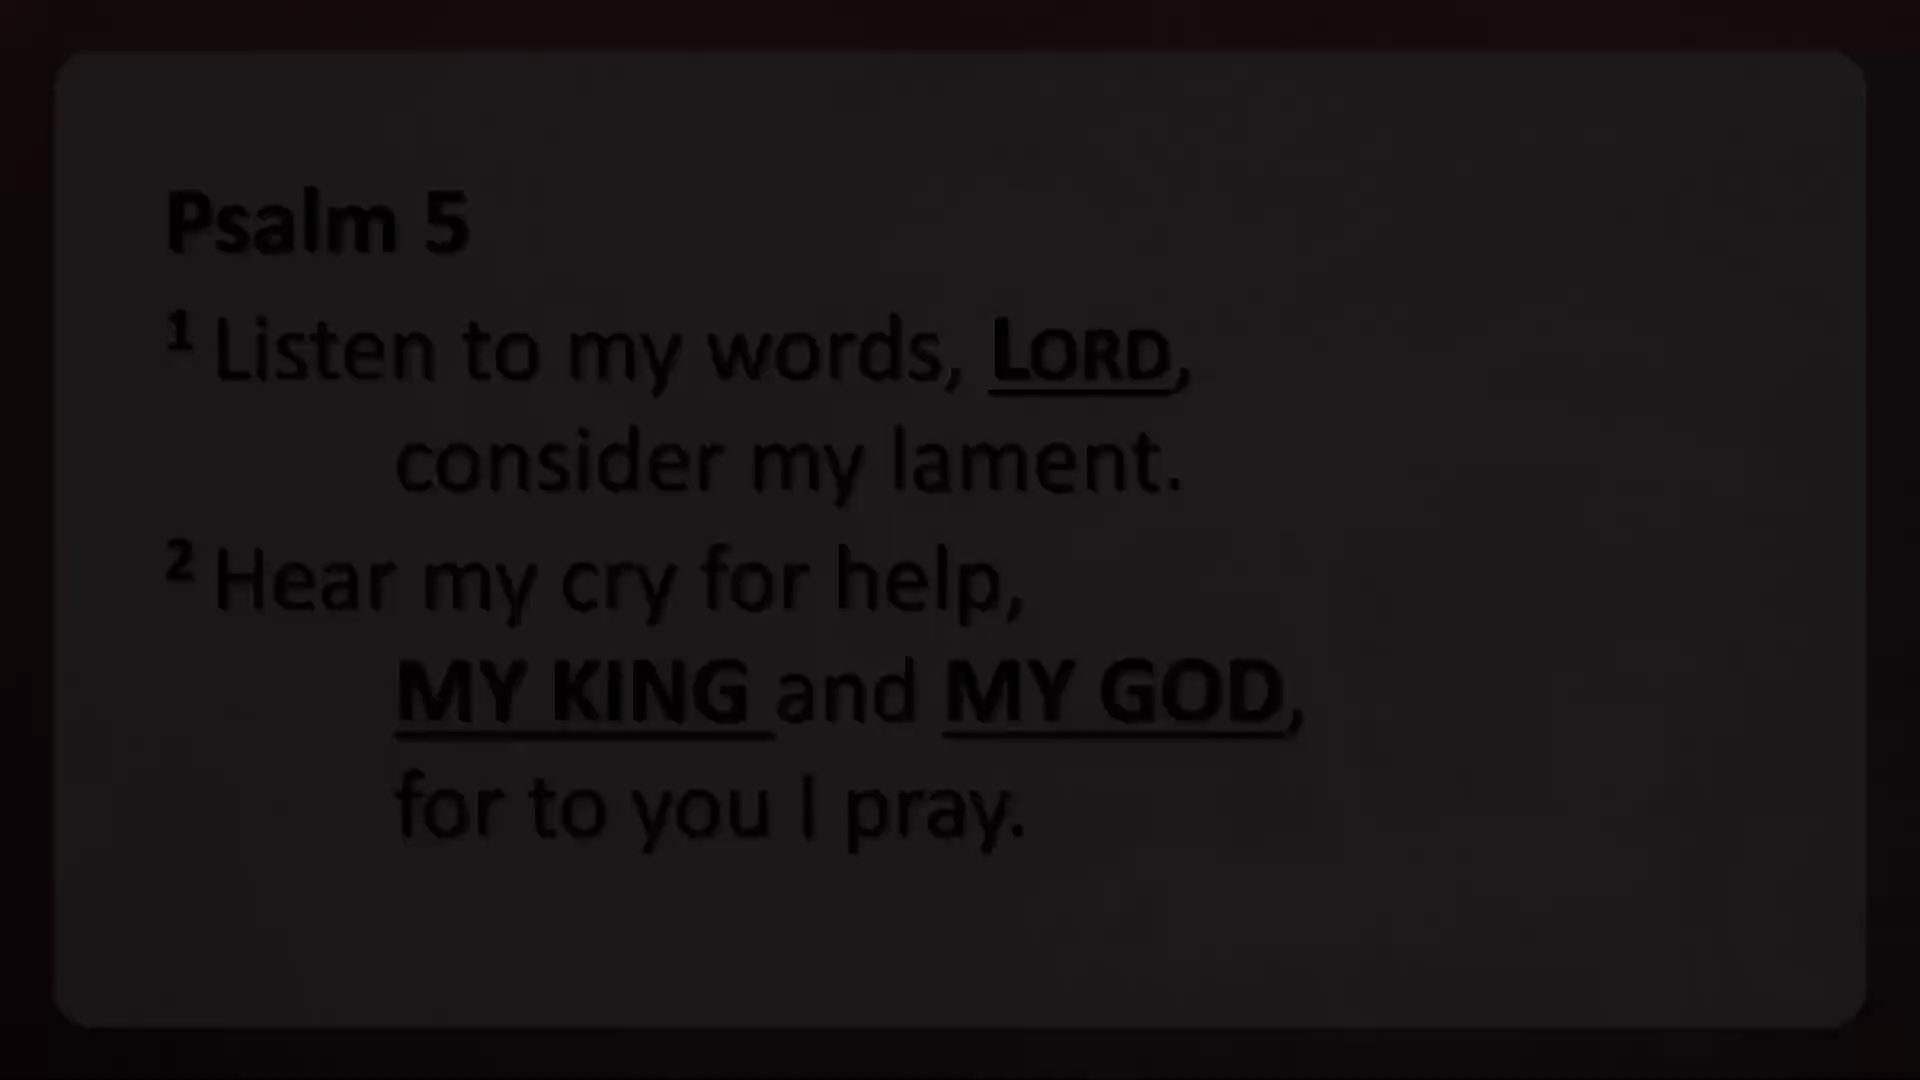 Psalm 5
1 Listen to my words, LORD,
consider my lament.
2 Hear my cry for help,
MY KING and MY GOD,
for to you I pray.